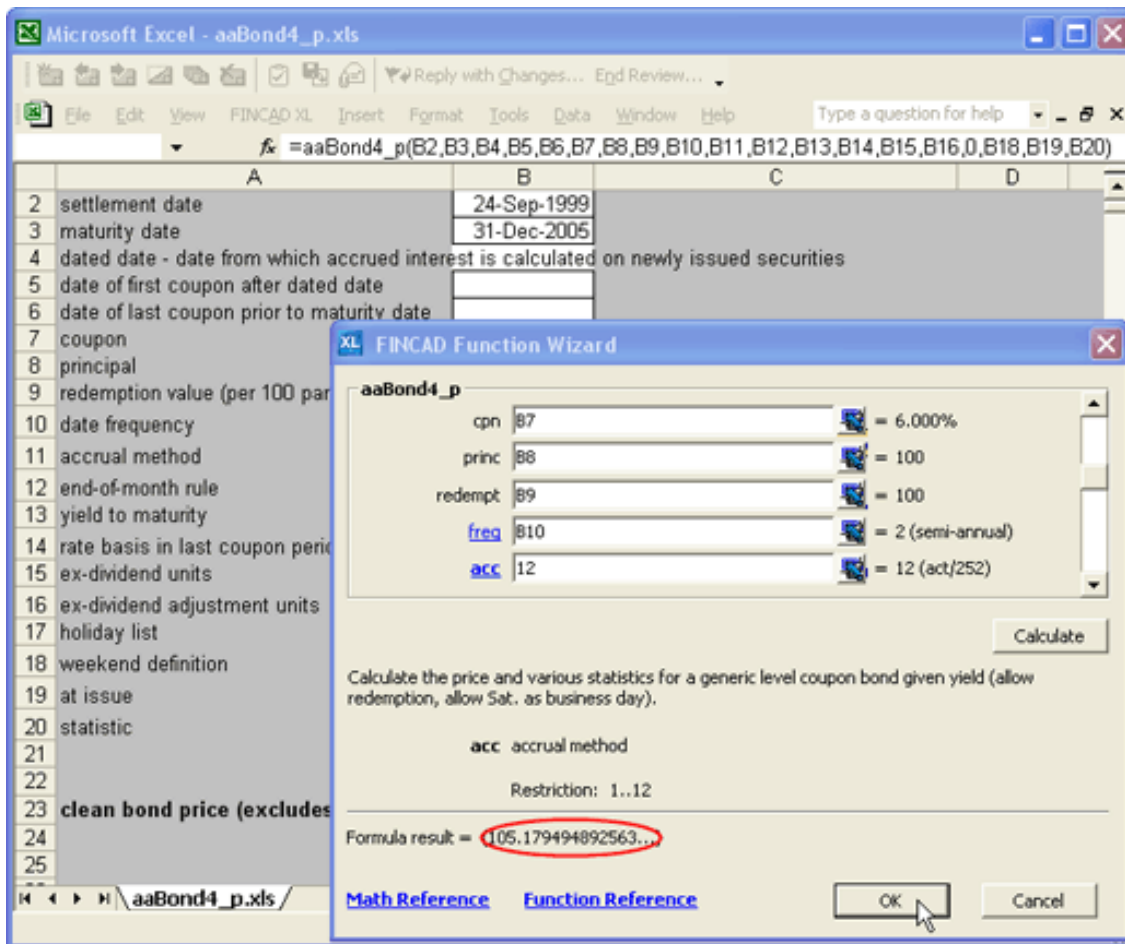 Microsoft Excel - aaBond4_p.xls
Reply with Changes... End Review...
File Edit View FINCAD XL Insert Format Tools Data Window Help Type a question for help
fx =aaBond4_p(B2,B3,B4,B5,B6,B7,B8,B9,B10,B11,B12,B13,B14,B15,B16,0,B18,B19,B20)
A B C D
2 settlement date 24-Sep-1999
3 maturity date 31-Dec-2005
4 dated date - date from which accrued interest is calculated on newly issued securities
5 date of first coupon after dated date
6 date of last coupon prior to maturity date
7 coupon
8 principal
9 redemption value (per 100 par
10 date frequency
11 accrual method
12 end-of-month rule
13 yield to maturity
14 rate basis in last coupon peri
15 ex-dividend units
16 ex-dividend adjustment units
17 holiday list
18 weekend definition
19 at issue
20 statistic
21
22
23 clean bond price (excludes
24
25
aaBond4_p.xls
XL FINCAD Function Wizard
aaBond4_p
cpn B7 = 6.000%
princ B8 = 100
redempt B9 = 100
freq B10 = 2 (semi-annual)
acc 12 = 12 (act/252)
Calculate
Calculate the price and various statistics for a generic level coupon bond given yield (allow
redemption, allow Sat. as business day).
acc accrual method
Restriction: 1..12
Formula result = 105.179494892563...
Math Reference Function Reference OK Cancel